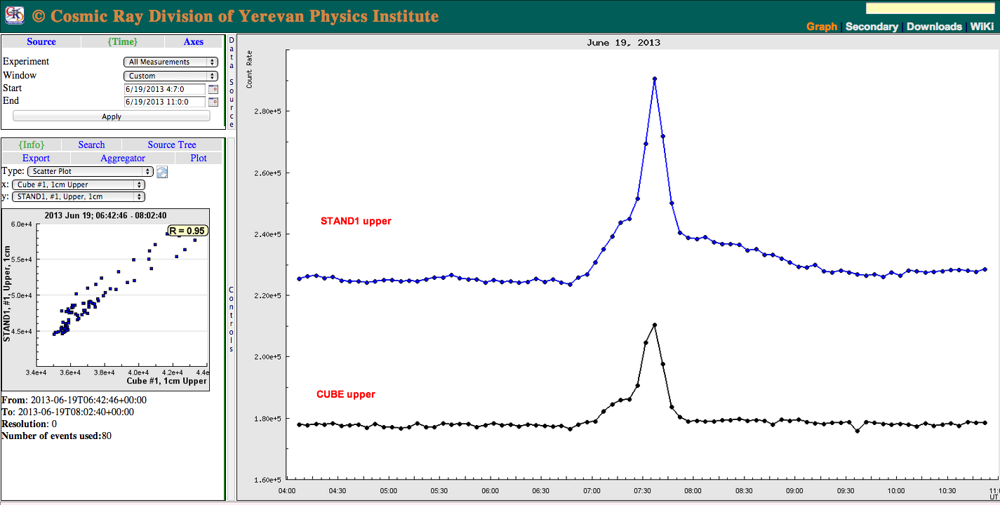 © Cosmic Ray Division of Yerevan Physics Institute
Graph | Secondary | Downloads | WiKi
Source {Time} Axes
Experiment All Measurements
Window Custom
Start 6/19/2013 4:7:0
End 6/19/2013 11:0:0
Apply
Data Source
{Info} Search Source Tree
Export Aggregator Plot
Type: Scatter Plot
x: Cube #1, 1cm Upper
y: STAND1, #1, Upper, 1cm
2013 Jun 19; 06:42:46 - 08:02:40
R = 0.95
STAND1, #1, Upper, 1cm
6.0e+4
5.5e+4
5.0e+4
4.5e+4
3.4e+4 3.6e+4 3.8e+4 4.0e+4 4.2e+4 4.4e
Cube #1, 1cm Upper
From: 2013-06-19T06:42:46+00:00
To: 2013-06-19T08:02:40+00:00
Resolution: 0
Number of events used:80
Controls
June 19, 2013
Count Rate
2.80e+5
2.60e+5
2.40e+5
2.20e+5
2.00e+5
1.80e+5
1.60e+5
STAND1 upper
CUBE upper
04:00 04:30 05:00 05:30 06:00 06:30 07:00 07:30 08:00 08:30 09:00 09:30 10:00 10:30 11:
UT